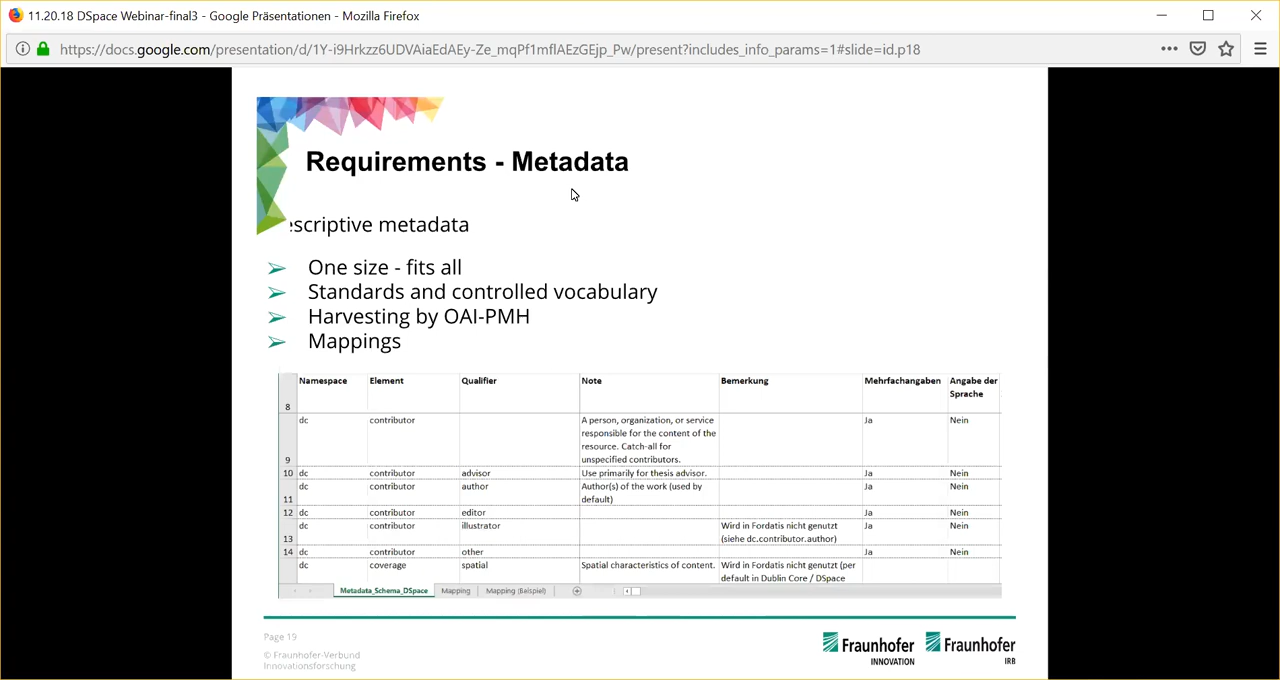 11.20.18 DSpace Webinar-final3 - Google Präsentationen - Mozilla Firefox
https://docs.google.com/presentation/d/1Y-i9Hrkzz6UDVAiaEdAEy-Ze_mqPf1mflAEzGEjp_Pw/present?includes_info_params=1#slide=id.p18
Requirements - Metadata
escriptive metadata
One size - fits all
Standards and controlled vocabulary
Harvesting by OAI-PMH
Mappings
8 Namespace Element Qualifier Note Bemerkung Mehrfachangaben Angabe der
Sprache
dc contributor A person, organization, or service Ja Nein
responsible for the content of the
resource. Catch-all for
9 unspecified contributors.
10 dc contributor advisor Use primarily for thesis advisor. Ja Nein
dc contributor author Author(s) of the work (used by Ja Nein
11 default)
12 dc contributor editor Ja Nein
dc contributor illustrator Wird in Fordatis nicht genutzt Ja Nein
13 (siehe dc.contributor.author)
14 dc contributor other Ja Nein
dc coverage spatial Spatial characteristics of content. Wird in Fordatis nicht genutzt (per
default in Dublin Core / DSpace
Metadata_Schema_DSpace Mapping Mapping (Beispiel)
Page 19
© Fraunhofer-Verbund
Innovationsforschung
Fraunhofer
INNOVATION
Fraunhofer
IRB